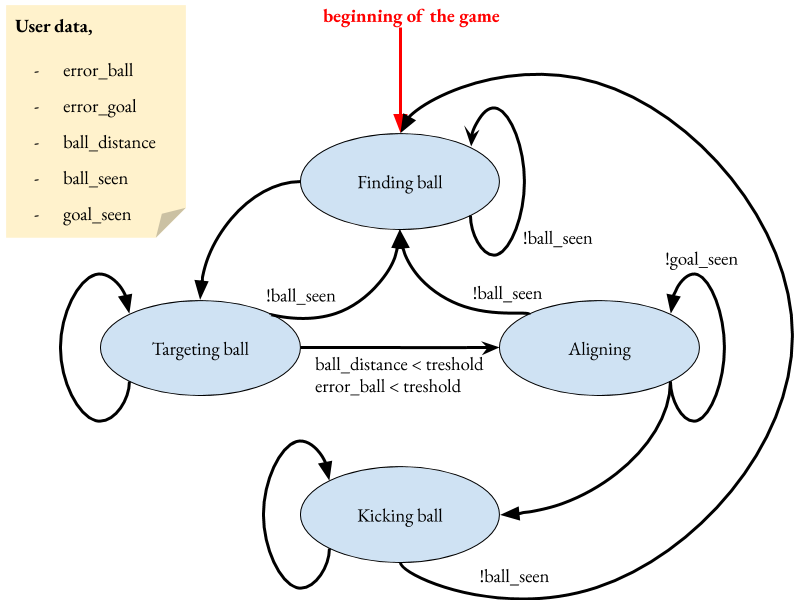 beginning of the game
User data,
- error_ball
- error_goal
- ball_distance
- ball_seen
- goal_seen
Finding ball
!ball_seen
!goal_seen
!ball_seen
!ball_seen
Targeting ball
Aligning
ball_distance < treshold
error_ball < treshold
Kicking ball
!ball_seen